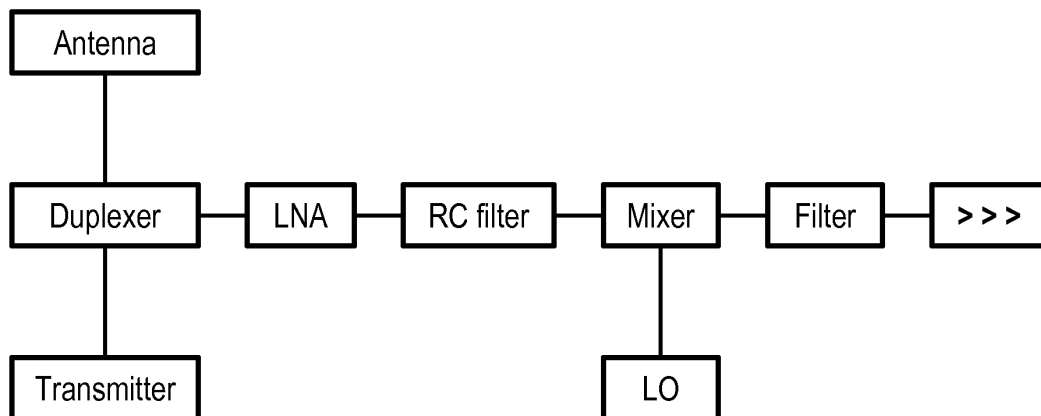 Antenna
Duplexer
LNA
RC filter
Mixer
Filter
> > >
Transmitter
LO